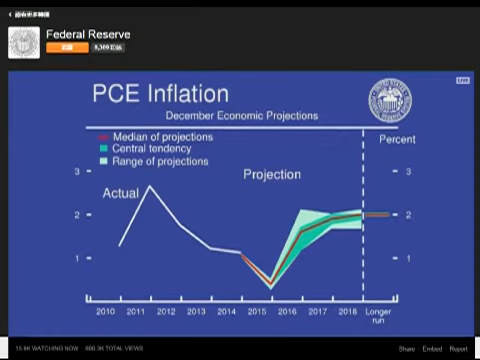 Federal Reserve
LIVE
PCE Inflation
December Economic Projections
Median of projections
Central tendency
Range of projections
Percent
3
3
Actual
Projection
2
2
1
1
2010 2011 2012 2013 2014 2015 2016 2017 2018 Longer
run
Share Embed Report